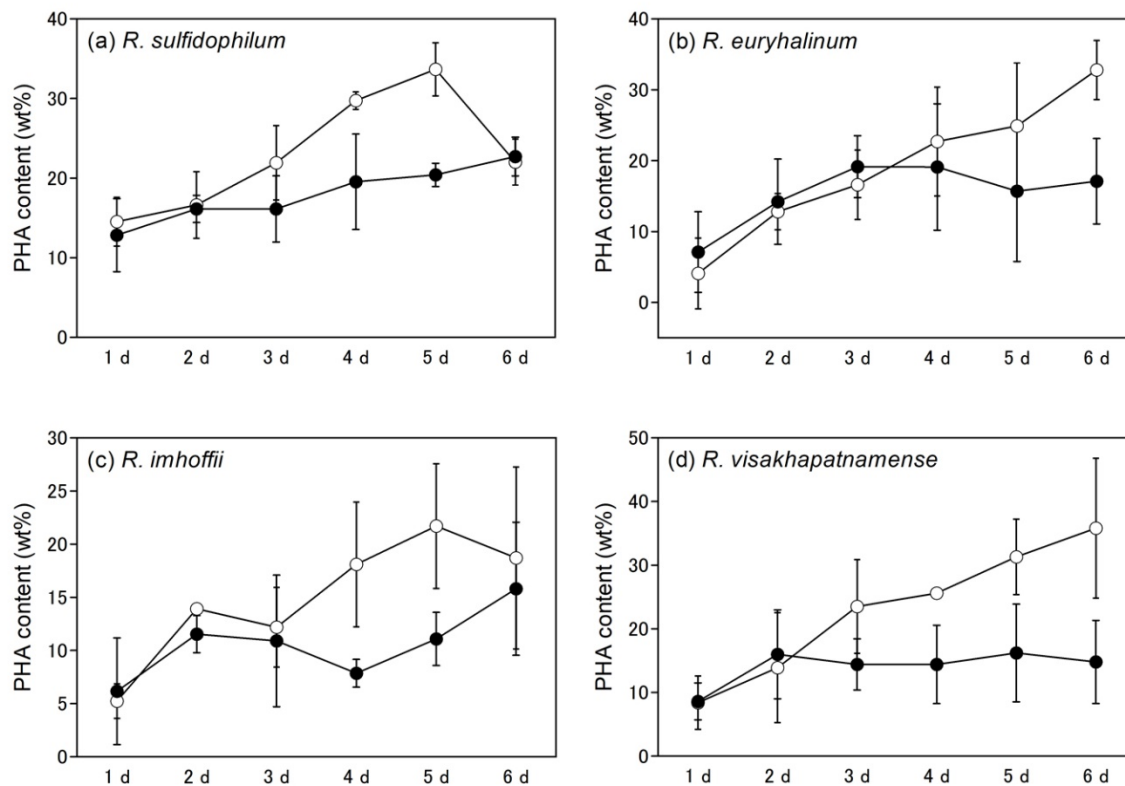 (a) R. sulfidophilum
PHA content (wt%)
40
30
20
10
0
1 d 2 d 3 d 4 d 5 d 6 d
(b) R. euryhalinum
PHA content (wt%)
40
30
20
10
0
1 d 2 d 3 d 4 d 5 d 6 d
(c) R. imhoffii
PHA content (wt%)
30
25
20
15
10
5
0
1 d 2 d 3 d 4 d 5 d 6 d
(d) R. visakhapatnamense
PHA content (wt%)
50
40
30
20
10
0
1 d 2 d 3 d 4 d 5 d 6 d